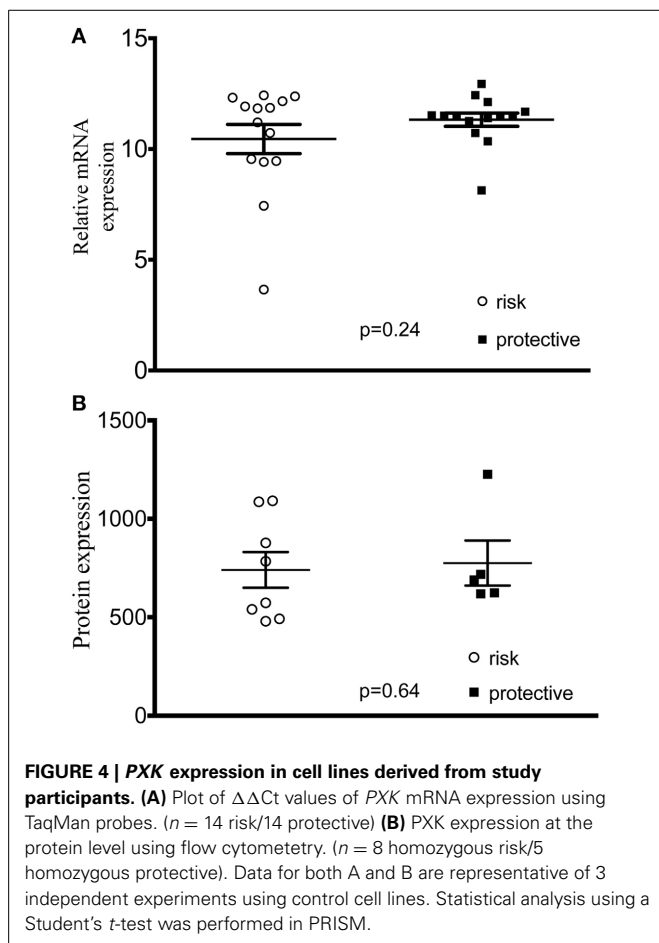 A
15
10
5
0
Relative mRNA
expression
risk
protective
p=0.24
B
1500
1000
500
0
Protein expression
risk
protective
p=0.64
FIGURE 4 | PXK expression in cell lines derived from study
participants. (A) Plot of ΔΔCt values of PXK mRNA expression using
TaqMan probes. (n = 14 risk/14 protective) (B) PXK expression at the
protein level using flow cytometetry. (n = 8 homozygous risk/5
homozygous protective). Data for both A and B are representative of 3
independent experiments using control cell lines. Statistical analysis using a
Student's t-test was performed in PRISM.